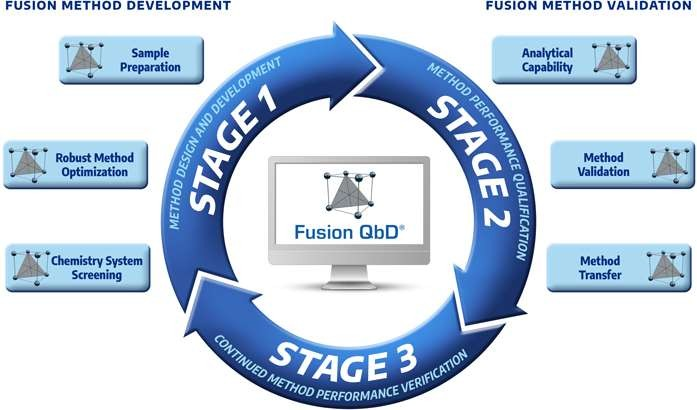 FUSION METHOD DEVELOPMENT
FUSION METHOD VALIDATION
Sample
Preparation
Robust Method
Optimization
Chemistry System
Screening
STAGE 1
METHOD DESIGN AND DEVELOPMENT
STAGE 2
METHOD PERFORMANCE QUALIFICATION
Fusion QbD®
STAGE 3
CONTINUED METHOD PERFORMANCE VERIFICATION
Analytical
Capability
Method
Validation
Method
Transfer